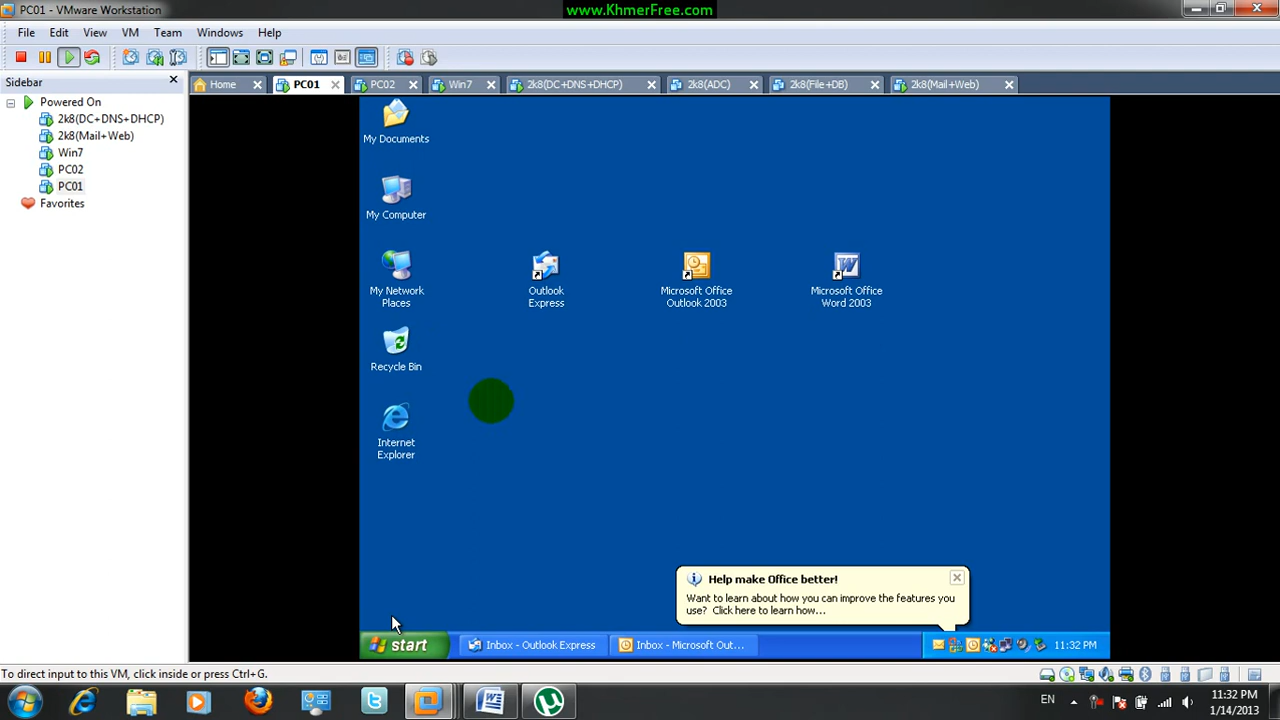 PC01 - VMware Workstation
www.KhmerFree.com
File Edit View VM Team Windows Help
Sidebar
Home PC01 PC02 Win7 2k8(DC+DNS+DHCP) 2k8(ADC) 2k8(File+DB) 2k8(Mail+Web)
Powered On
2k8(DC+DNS+DHCP)
2k8(Mail+Web)
Win7
PC02
PC01
Favorites
My Documents
My Computer
My Network
Places
Outlook
Express
Microsoft Office
Outlook 2003
Microsoft Office
Word 2003
Recycle Bin
Internet
Explorer
Help make Office better!
Want to learn about how you can improve the features you
use? Click here to learn how...
start Inbox - Outlook Express Inbox - Microsoft Out... 11:32 PM
To direct input to this VM, click inside or press Ctrl+G.
EN 11:32 PM
1/14/2013